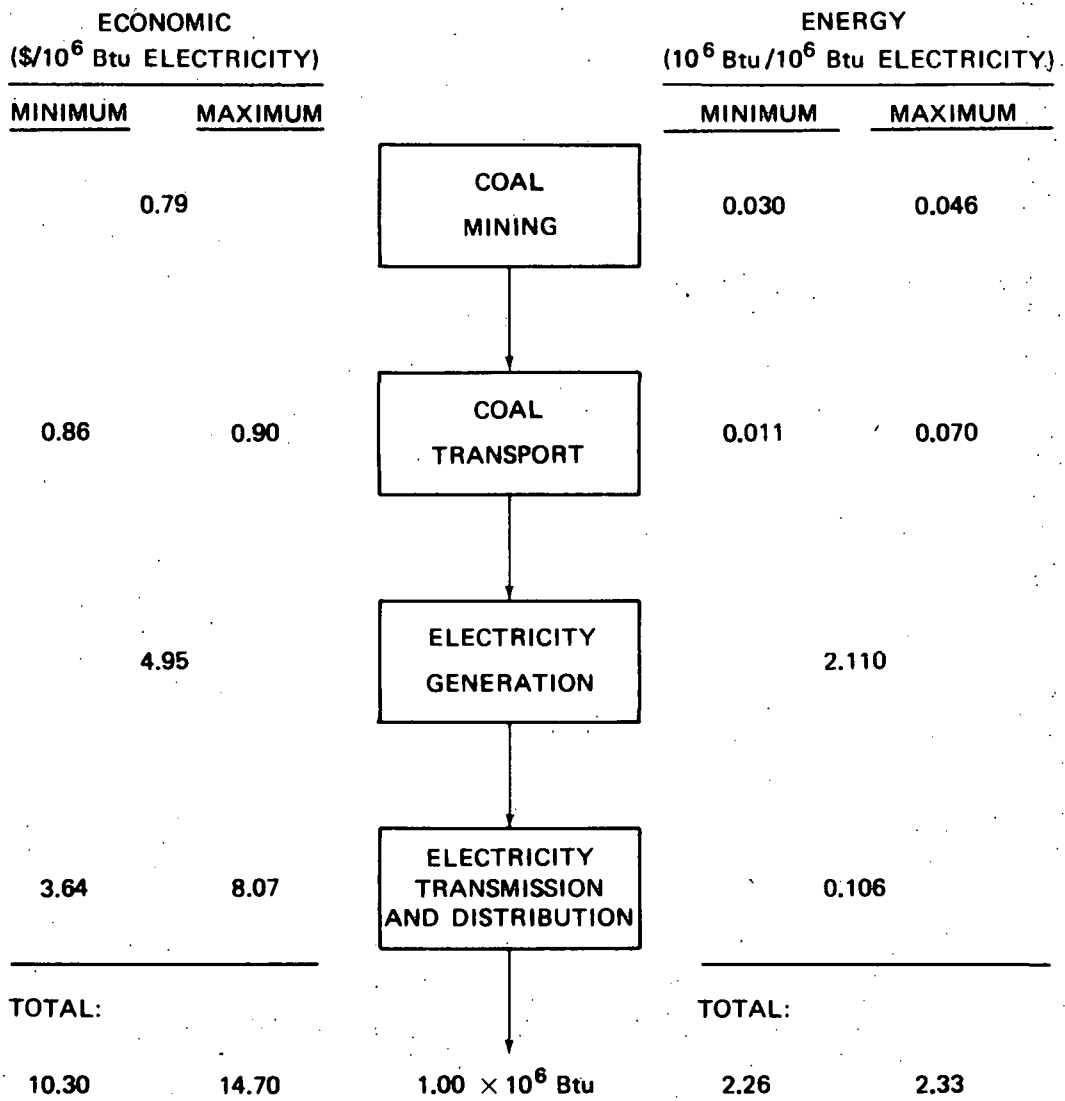 ECONOMIC ENERGY
($/10⁶ Btu ELECTRICITY) (10⁶ Btu/10⁶ Btu ELECTRICITY)
MINIMUM MAXIMUM MINIMUM MAXIMUM
COAL
MINING
0.79 0.030 0.046
COAL
TRANSPORT
0.86 0.90 0.011 0.070
ELECTRICITY
GENERATION
4.95 2.110
ELECTRICITY
TRANSMISSION
AND DISTRIBUTION
3.64 8.07 0.106
TOTAL: TOTAL:
10.30 14.70 1.00 × 10⁶ Btu 2.26 2.33